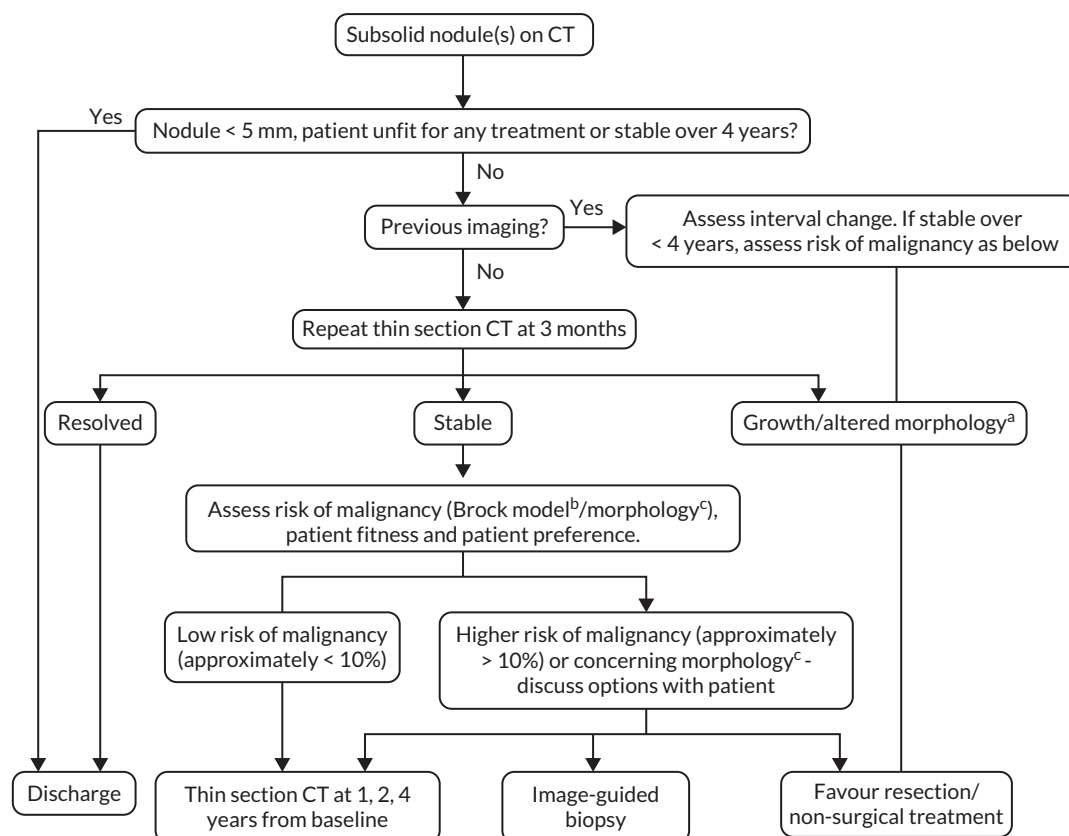 Subsolid nodule(s) on CT
Yes
Nodule < 5 mm, patient unfit for any treatment or stable over 4 years?
No
Previous imaging?
Yes
Assess interval change. If stable over
< 4 years, assess risk of malignancy as below
No
Repeat thin section CT at 3 months
Resolved
Stable
Growth/altered morphologyᵃ
Assess risk of malignancy (Brock modelᵇ/morphologyᶜ),
patient fitness and patient preference.
Low risk of malignancy
(approximately < 10%)
Higher risk of malignancy (approximately
> 10%) or concerning morphologyᶜ -
discuss options with patient
Discharge
Thin section CT at 1, 2, 4
years from baseline
Image-guided
biopsy
Favour resection/
non-surgical treatment